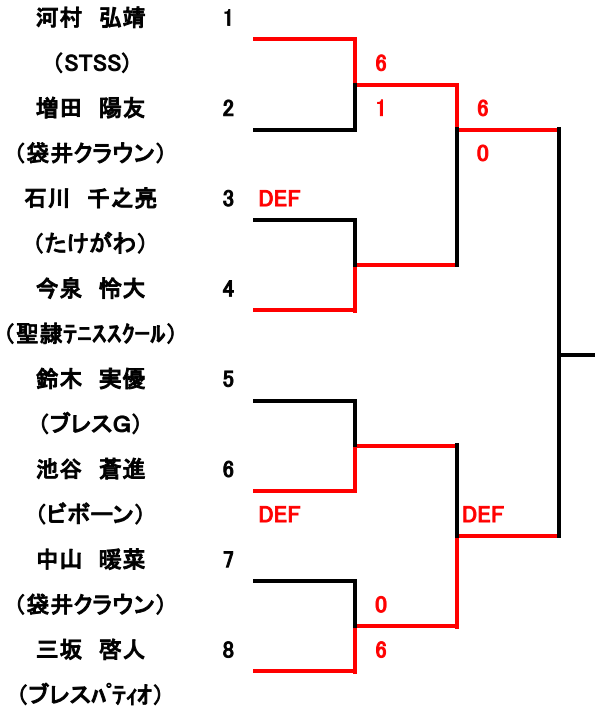 河村　弘靖 1
(STSS) 6
増田　陽友 2 1 6
(袋井クラウン) 0
石川　千之亮 3 DEF
(たけがわ)
今泉　怜大 4
(聖隷テニススクール)
鈴木　実優 5
(ブレスG)
池谷　蒼進 6
(ビボーン) DEF DEF
中山　暖菜 7
(袋井クラウン) 0
三坂　啓人 8 6
(ブレスパティオ)